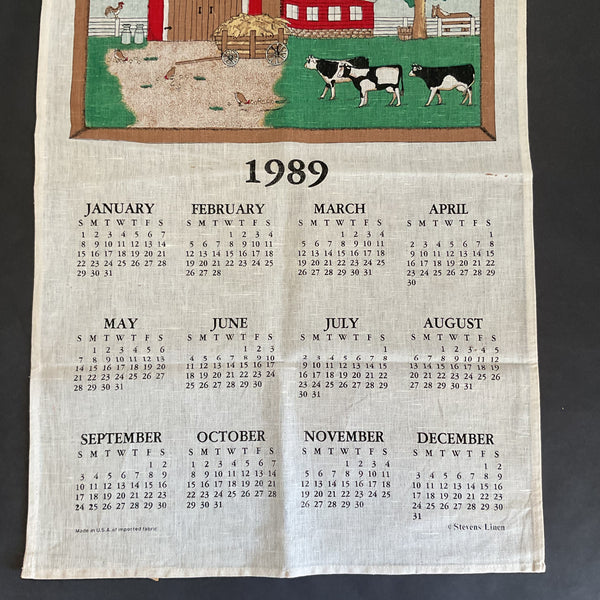 1989
JANUARY FEBRUARY MARCH APRIL
S M T W T F S S M T W T F S S M T W T F S S M T W T F S
1 2 3 4 5 6 7 1 2 3 4 1 2 3 4 1
8 9 10 11 12 13 14 5 6 7 8 9 10 11 5 6 7 8 9 10 11 2 3 4 5 6 7 8
15 16 17 18 19 20 21 12 13 14 15 16 17 18 12 13 14 15 16 17 18 9 10 11 12 13 14 15
22 23 24 25 26 27 28 19 20 21 22 23 24 25 19 20 21 22 23 24 25 16 17 18 19 20 21 22
29 30 31 26 27 28 26 27 28 29 30 31 23 24 25 26 27 28 29
30
MAY JUNE JULY AUGUST
S M T W T F S S M T W T F S S M T W T F S S M T W T F S
1 2 3 4 5 6 1 2 3 1 1 2 3 4 5
7 8 9 10 11 12 13 4 5 6 7 8 9 10 2 3 4 5 6 7 8 6 7 8 9 10 11 12
14 15 16 17 18 19 20 11 12 13 14 15 16 17 9 10 11 12 13 14 15 13 14 15 16 17 18 19
21 22 23 24 25 26 27 18 19 20 21 22 23 24 16 17 18 19 20 21 22 20 21 22 23 24 25 26
28 29 30 31 25 26 27 28 29 30 23 24 25 26 27 28 29 27 28 29 30 31
30 31
SEPTEMBER OCTOBER NOVEMBER DECEMBER
S M T W T F S S M T W T F S S M T W T F S S M T W T F S
1 2 1 2 3 4 5 6 7 1 2 3 4 1 2
3 4 5 6 7 8 9 8 9 10 11 12 13 14 5 6 7 8 9 10 11 3 4 5 6 7 8 9
10 11 12 13 14 15 16 15 16 17 18 19 20 21 12 13 14 15 16 17 18 10 11 12 13 14 15 16
17 18 19 20 21 22 23 22 23 24 25 26 27 28 19 20 21 22 23 24 25 17 18 19 20 21 22 23
24 25 26 27 28 29 30 29 30 31 26 27 28 29 30 24 25 26 27 28 29 30
31
Made in U.S.A. of imported fabric. © Stevens Linen